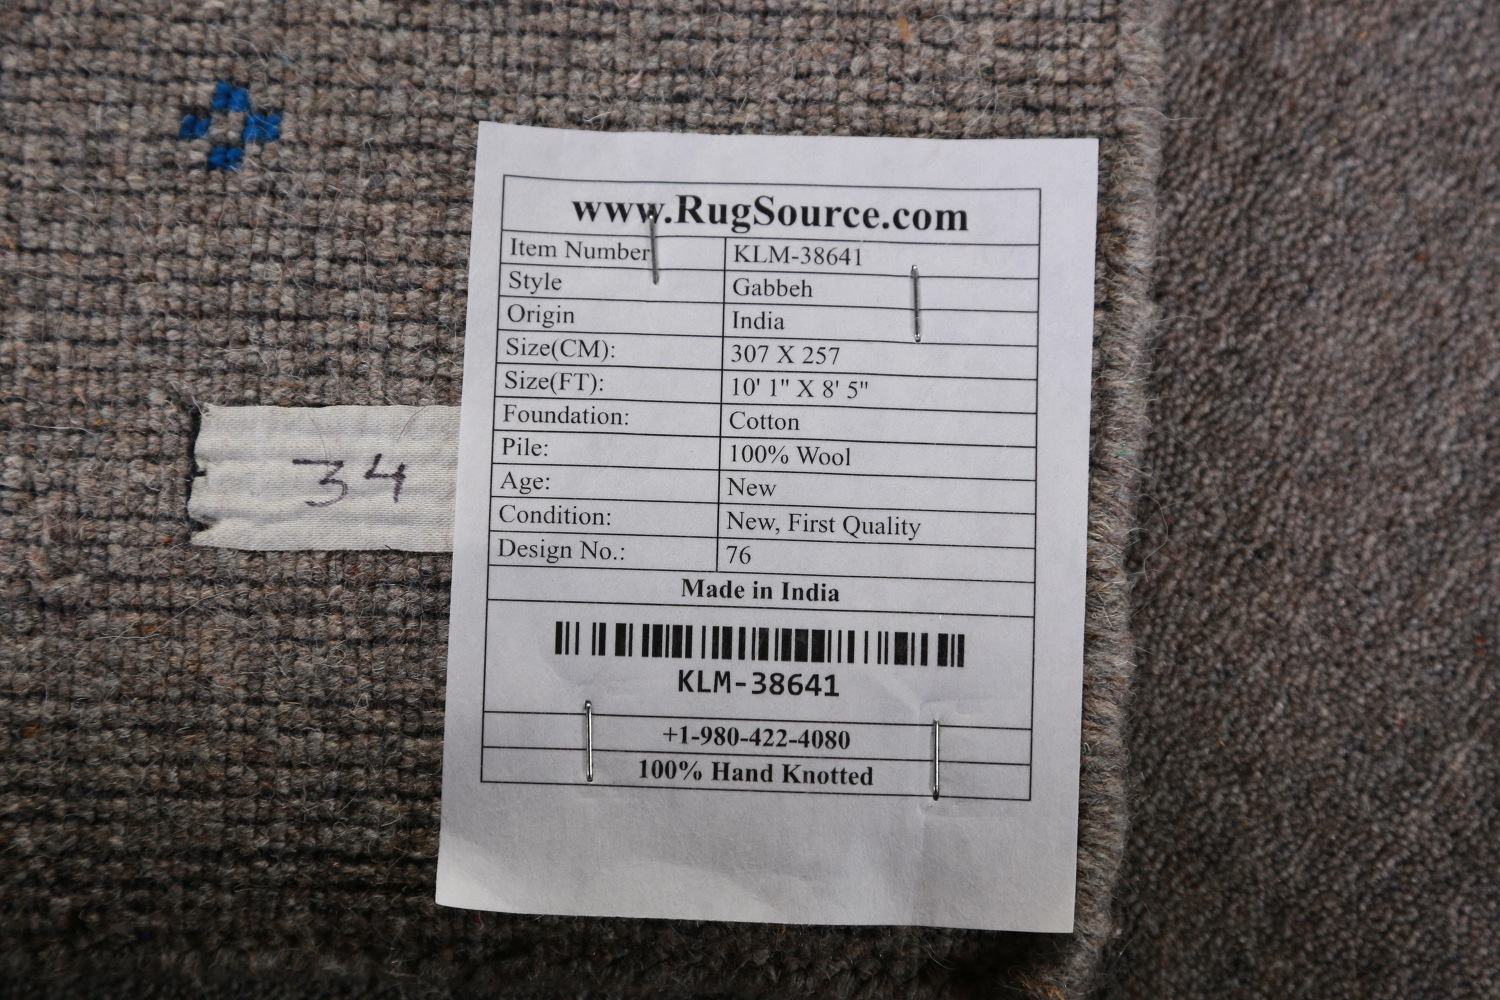 www.RugSource.com
Item Number KLM-38641
Style Gabbeh
Origin India
Size(CM): 307 X 257
Size(FT): 10' 1" X 8' 5"
Foundation: Cotton
Pile: 100% Wool
Age: New
Condition: New, First Quality
Design No.: 76
Made in India
KLM-38641
+1-980-422-4080
100% Hand Knotted
34